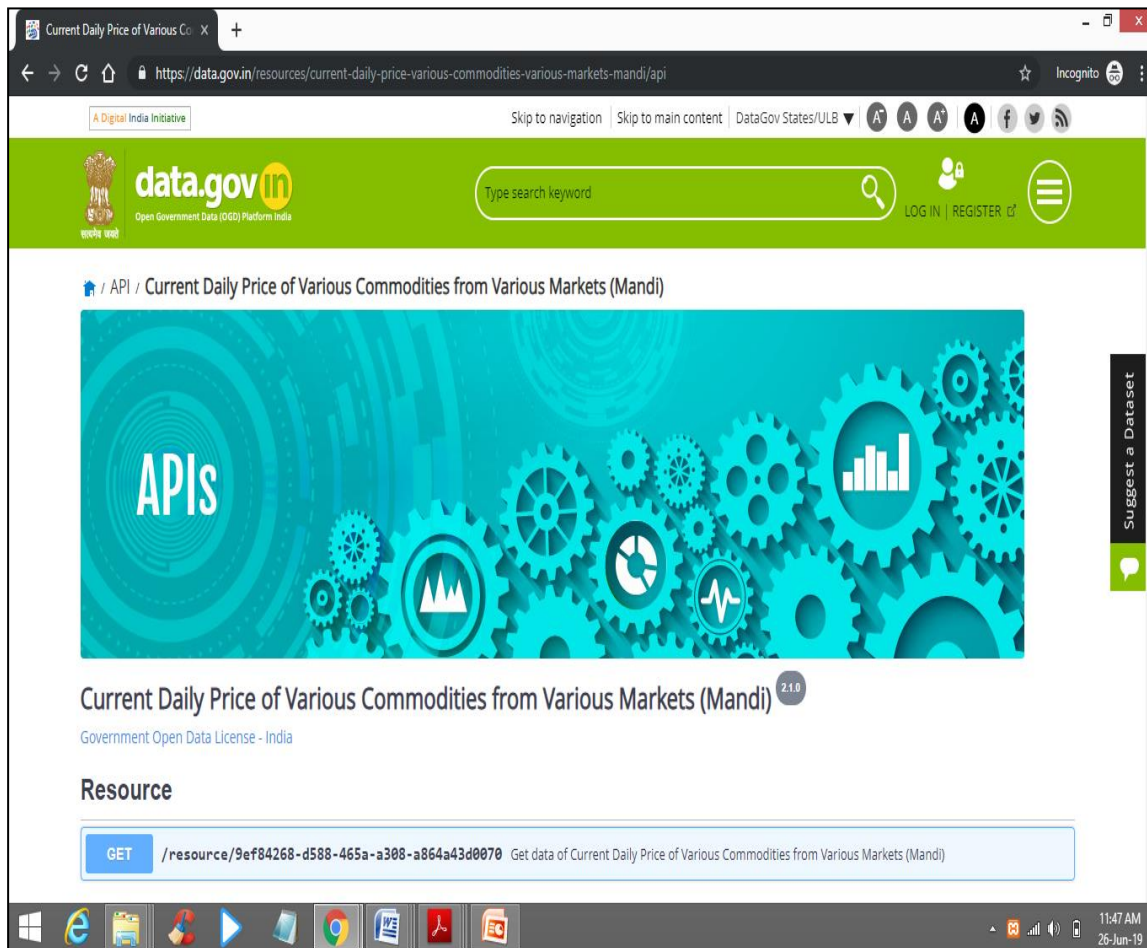 Current Daily Price of Various Co
https://data.gov.in/resources/current-daily-price-various-commodities-various-markets-mandi/api
Incognito
A Digital India Initiative
Skip to navigation | Skip to main content | DataGov States/ULB ▼ A- A A+ A
सत्यमेव जयते
data.gov in
Open Government Data (OGD) Platform India
Type search keyword
LOG IN | REGISTER
/ API / Current Daily Price of Various Commodities from Various Markets (Mandi)
APIs
Suggest a Dataset
Current Daily Price of Various Commodities from Various Markets (Mandi) 2.1.0
Government Open Data License - India
Resource
GET /resource/9ef84268-d588-465a-a308-a864a43d0070 Get data of Current Daily Price of Various Commodities from Various Markets (Mandi)
11:47 AM
26-Jun-19